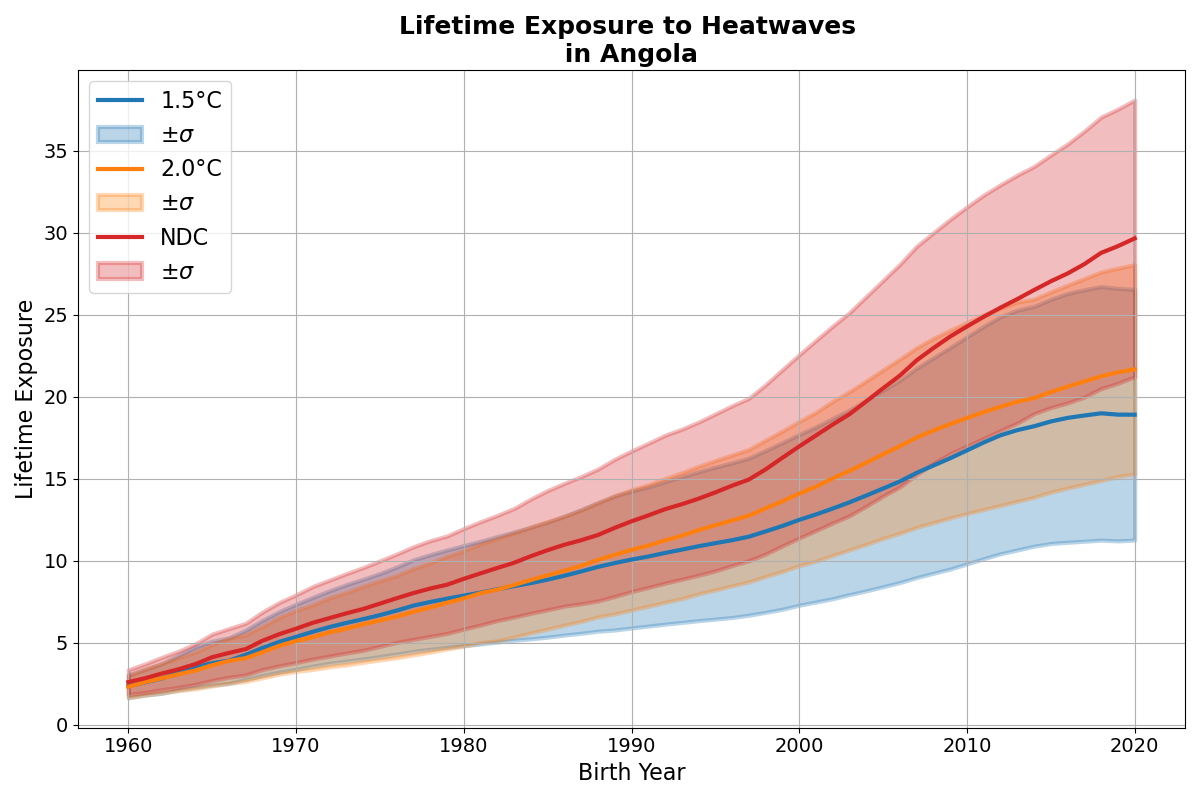 Lifetime Exposure to Heatwaves
in Angola
1.5°C
±σ
2.0°C
±σ
NDC
±σ
Lifetime Exposure
35
30
25
20
15
10
5
0
1960 1970 1980 1990 2000 2010 2020
Birth Year